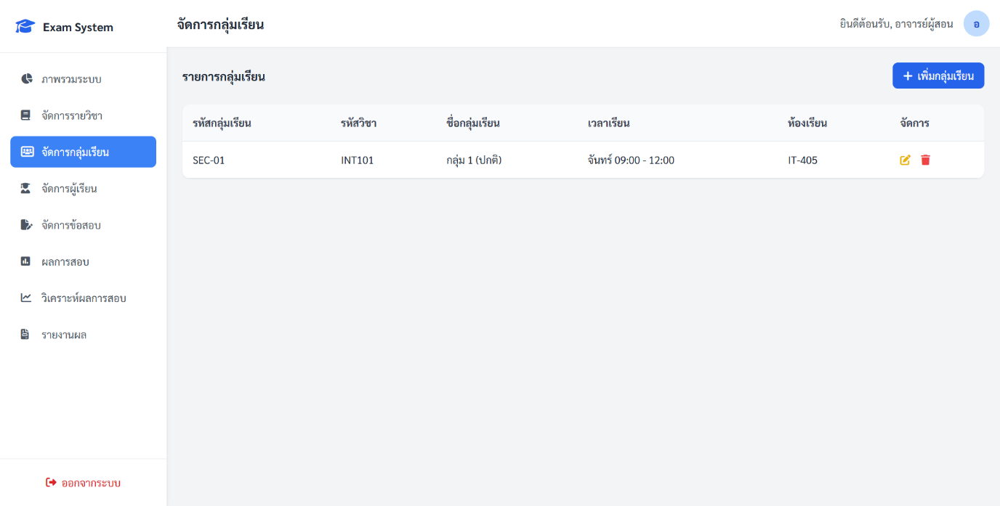 Exam System
จัดการกลุ่มเรียน
ยินดีต้อนรับ, อาจารย์ผู้สอน
อ
ภาพรวมระบบ
จัดการรายวิชา
จัดการกลุ่มเรียน
จัดการผู้เรียน
จัดการข้อสอบ
ผลการสอบ
วิเคราะห์ผลการสอบ
รายงานผล
ออกจากระบบ
รายการกลุ่มเรียน
เพิ่มกลุ่มเรียน
รหัสกลุ่มเรียน รหัสวิชา ชื่อกลุ่มเรียน เวลาเรียน ห้องเรียน จัดการ
SEC-01 INT101 กลุ่ม 1 (ปกติ) จันทร์ 09:00 - 12:00 IT-405